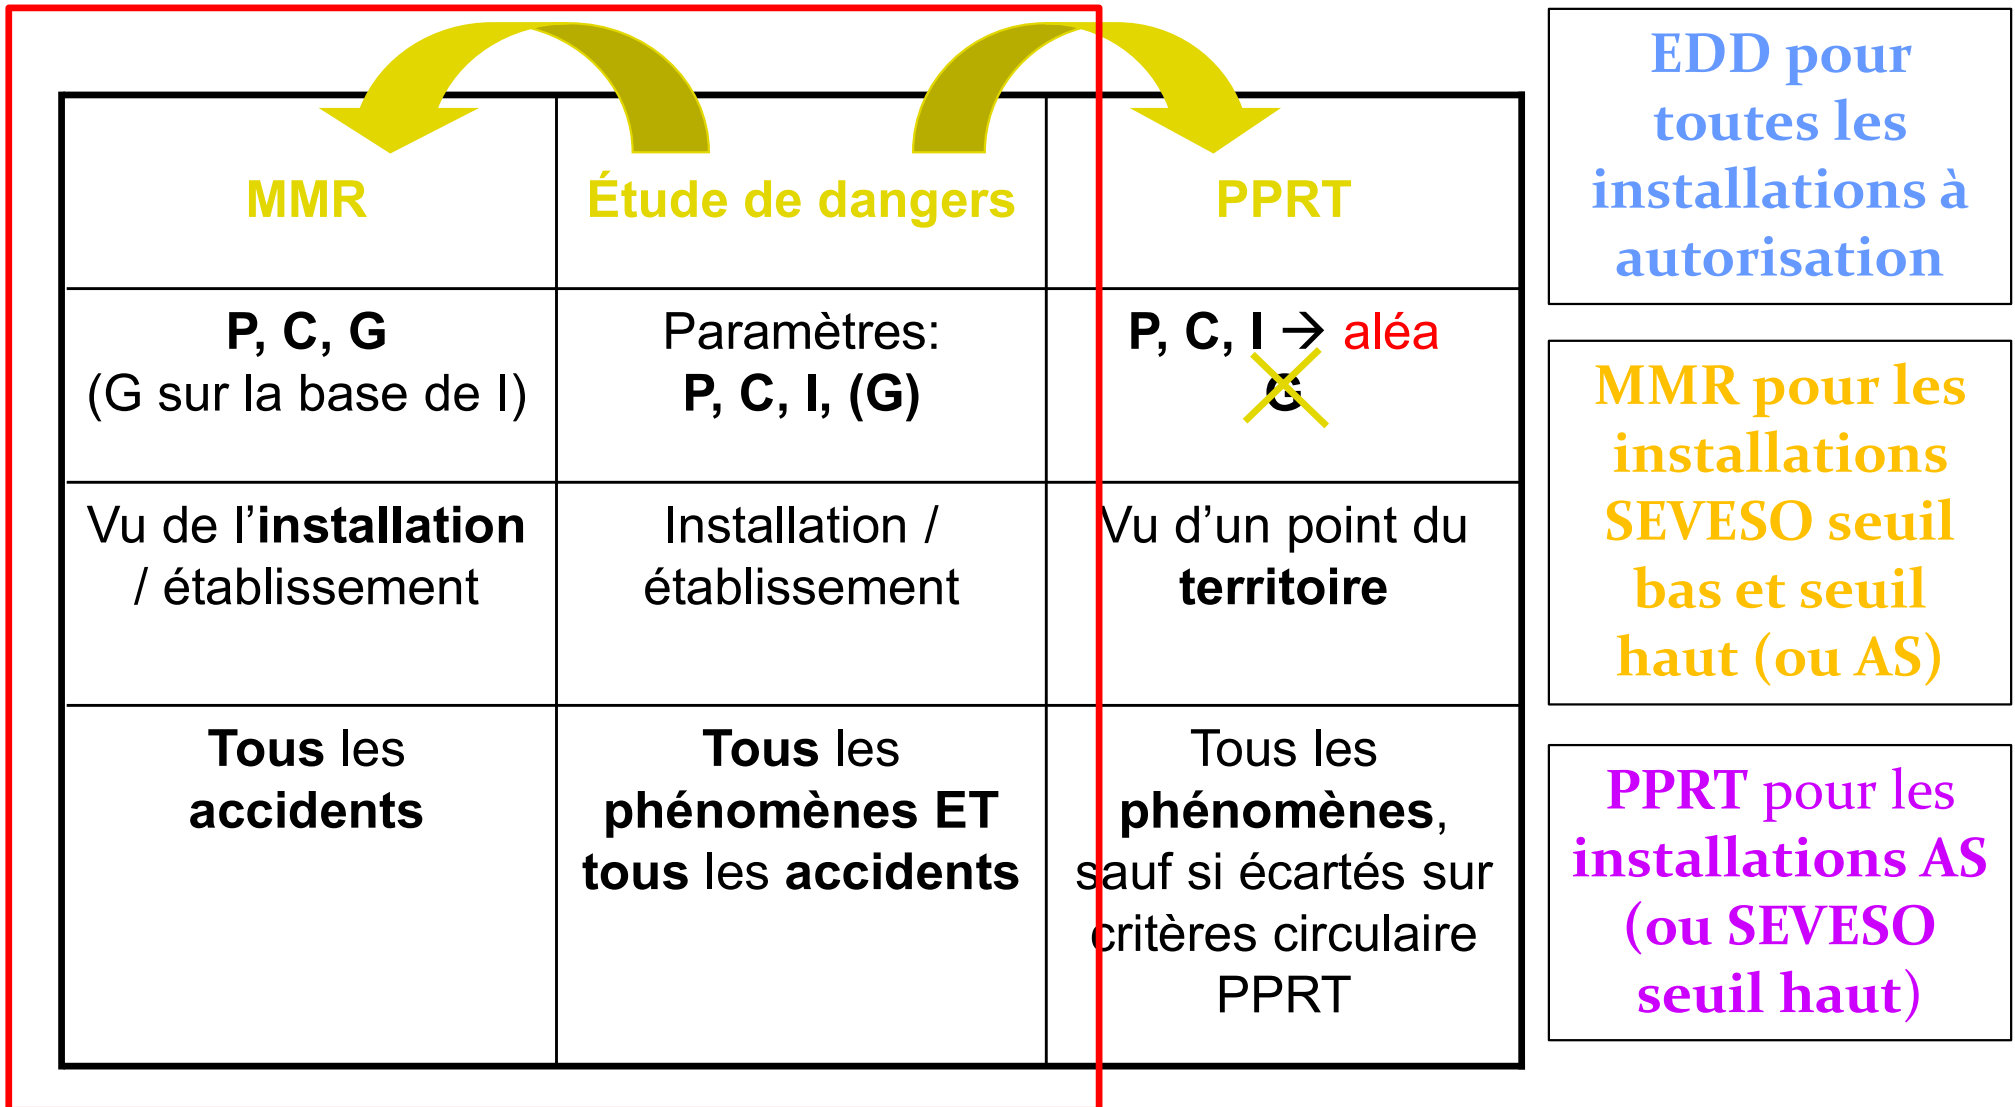 MMR
Étude de dangers
PPRT
P, C, G
(G sur la base de I)
Paramètres:
P, C, I, (G)
P, C, I → aléa
G
Vu de l’installation
/ établissement
Installation /
établissement
Vu d’un point du
territoire
Tous les
accidents
Tous les
phénomènes ET
tous les accidents
Tous les
phénomènes,
sauf si écartés sur
critères circulaire
PPRT
EDD pour
toutes les
installations à
autorisation
MMR pour les
installations
SEVESO seuil
bas et seuil
haut (ou AS)
PPRT pour les
installations AS
(ou SEVESO
seuil haut)